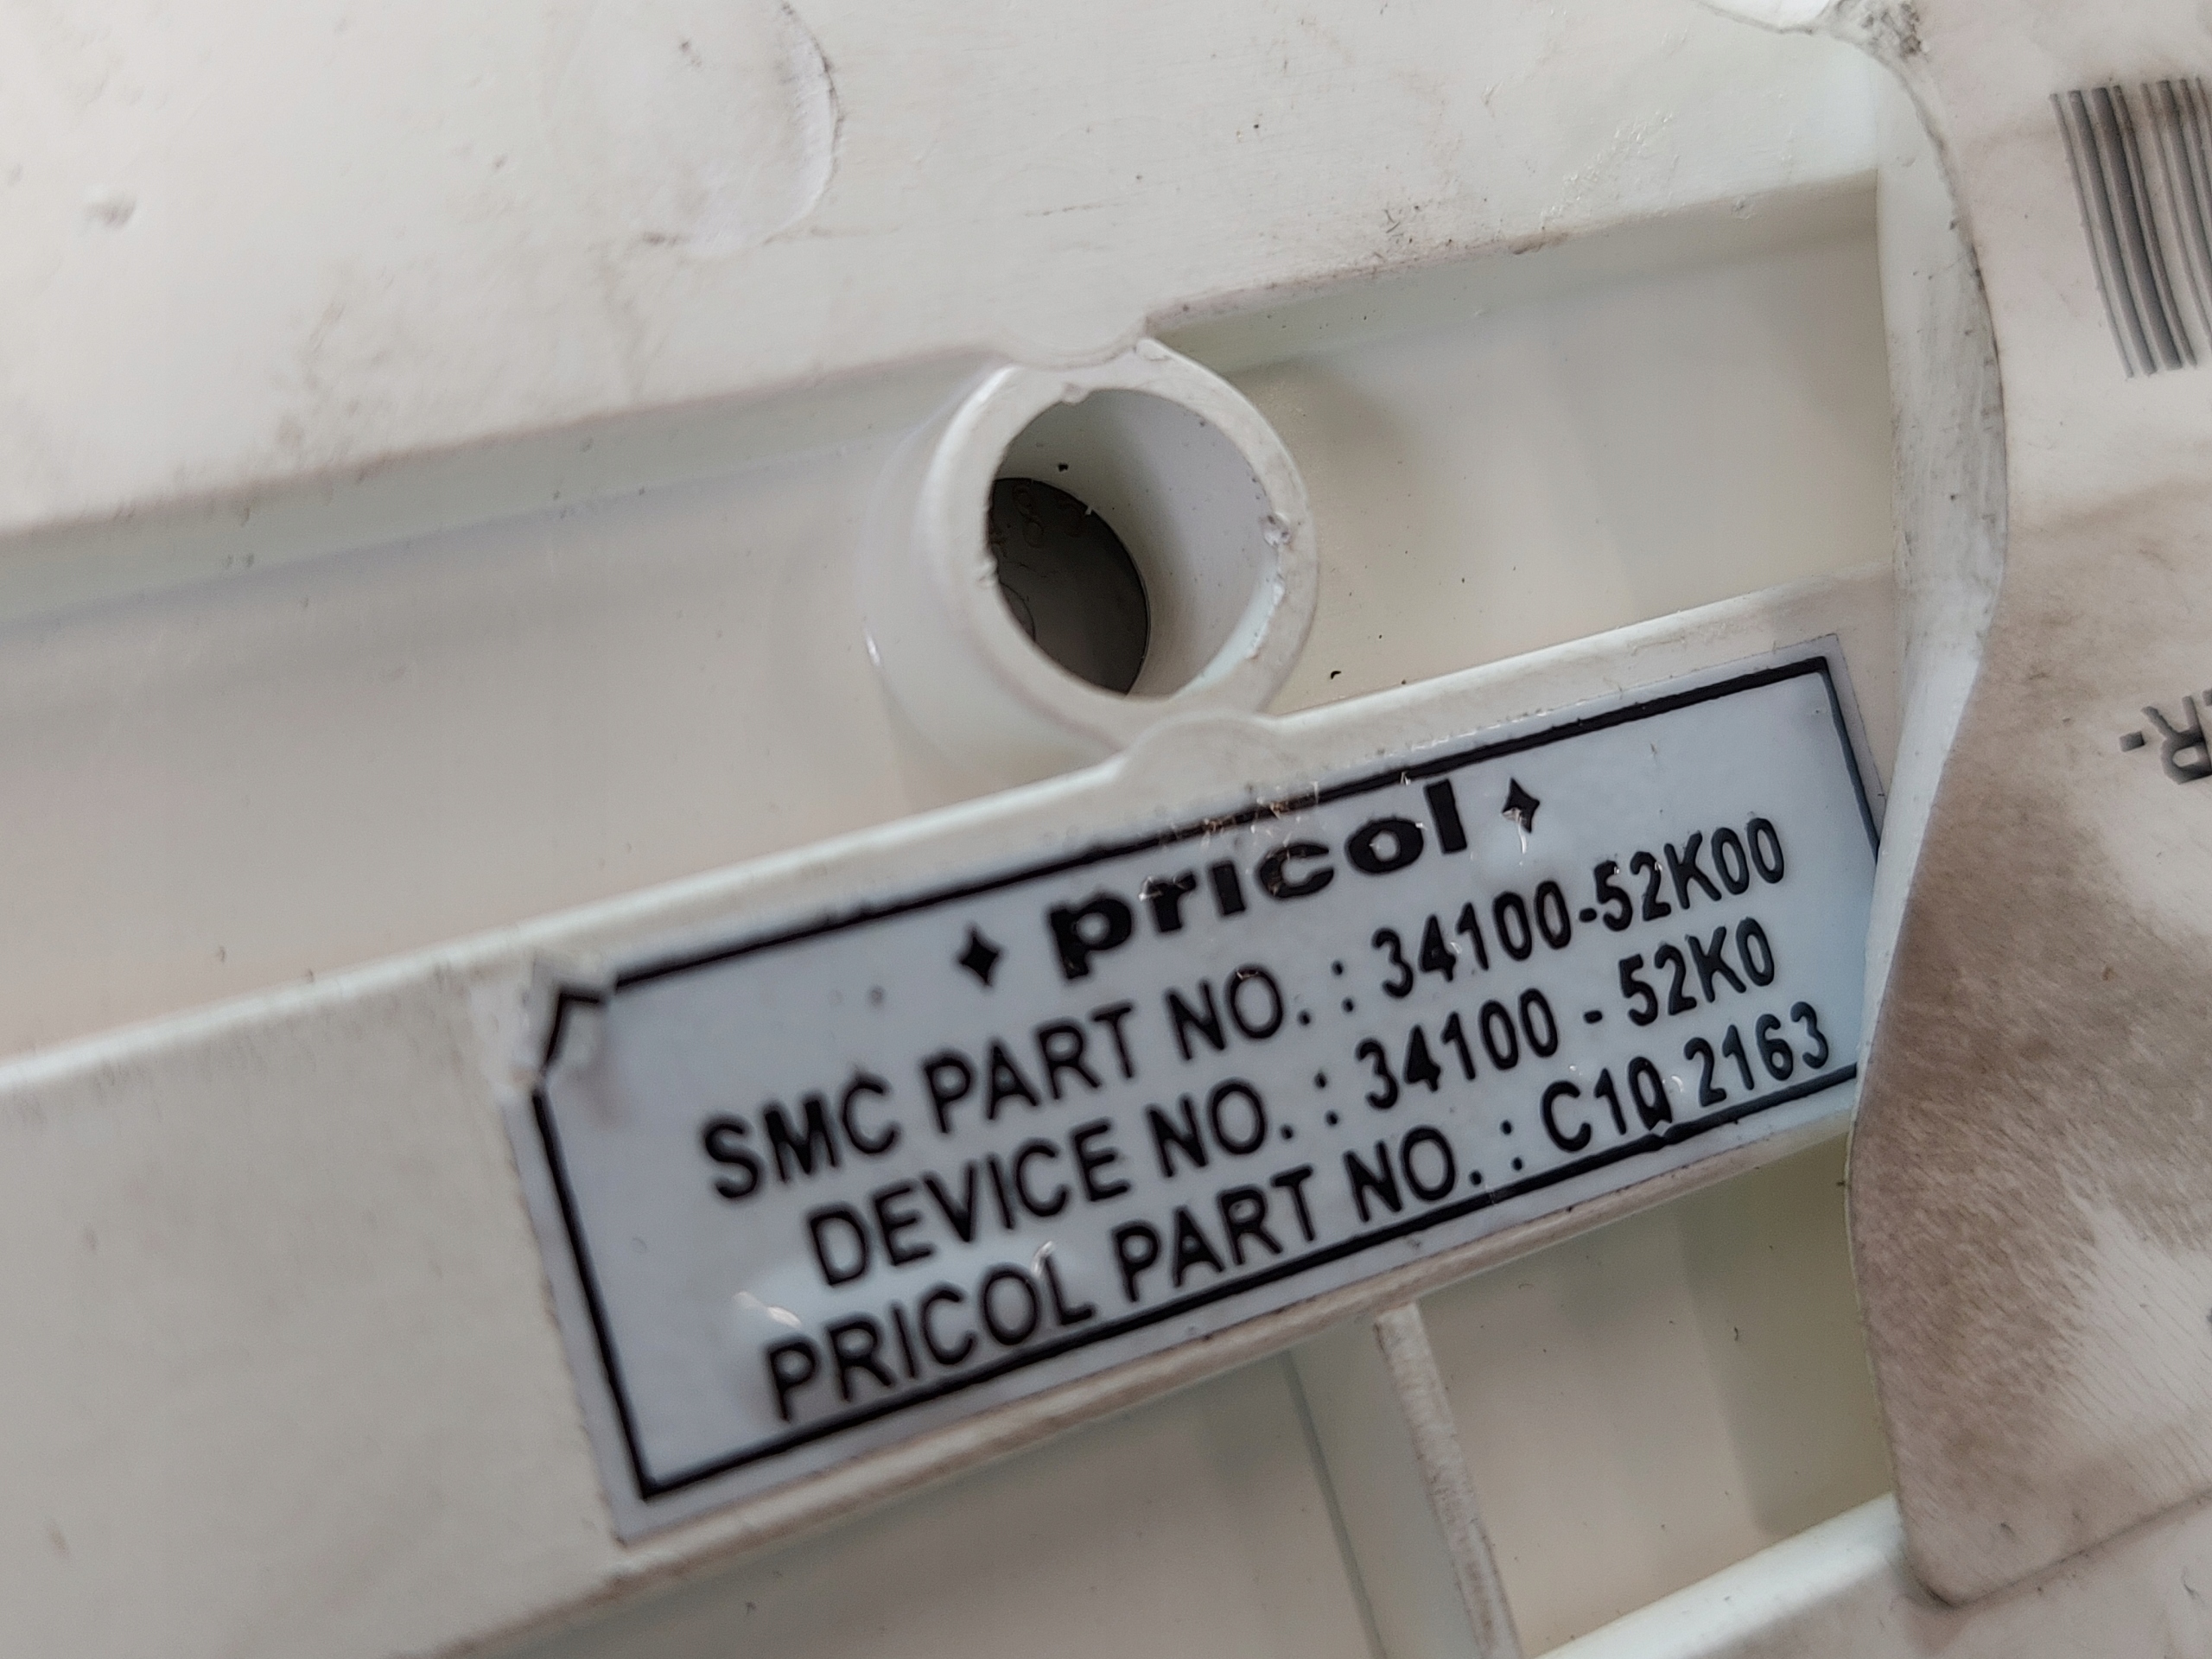 pricol
SMC PART NO. : 34100-52K00
DEVICE NO. : 34100 - 52K0
PRICOL PART NO. : C10 2163
R.